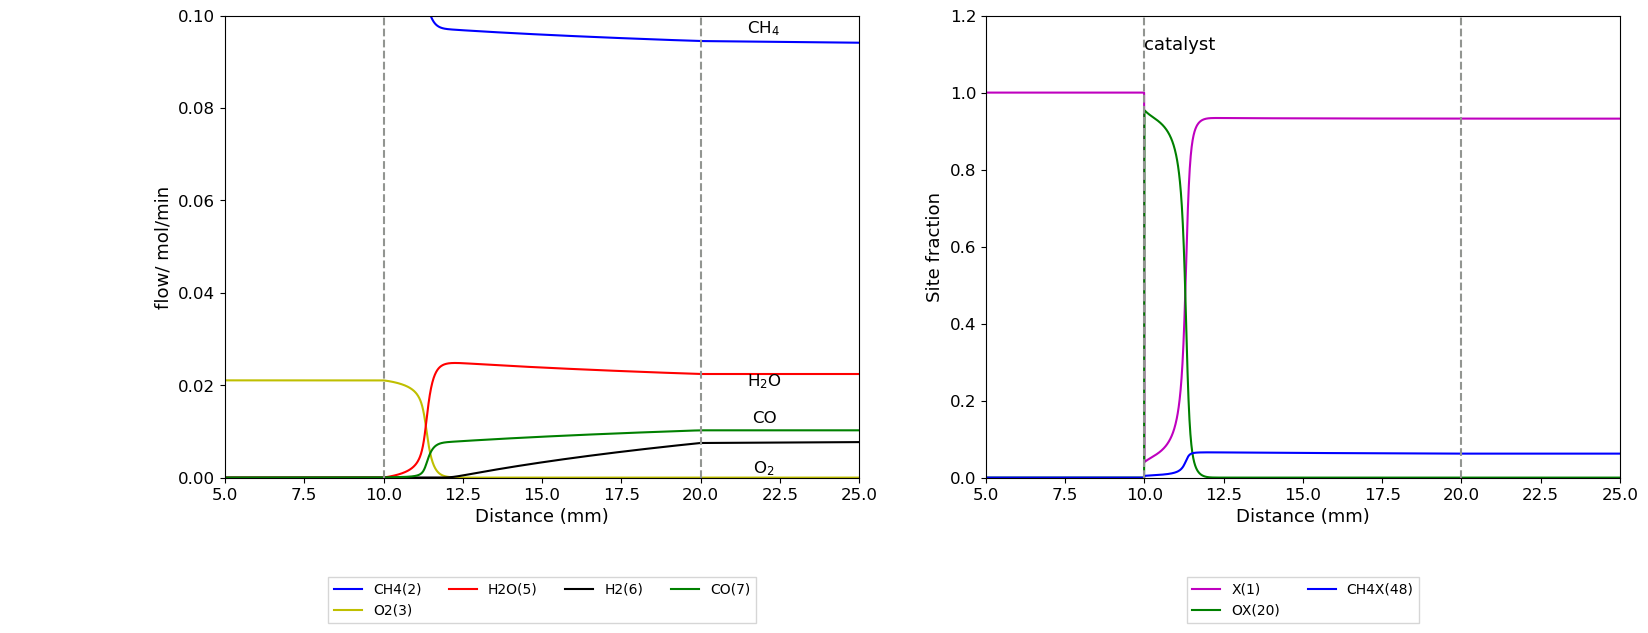 0.10
0.08
0.06
0.04
0.02
0.00
flow/ mol/min
CH₄
H₂O
CO
O₂
5.0 7.5 10.0 12.5 15.0 17.5 20.0 22.5 25.0
Distance (mm)
CH4(2) H2O(5) H2(6) CO(7)
O2(3)
1.2
1.0
0.8
0.6
0.4
0.2
0.0
Site fraction
catalyst
5.0 7.5 10.0 12.5 15.0 17.5 20.0 22.5 25.0
Distance (mm)
X(1) CH4X(48)
OX(20)